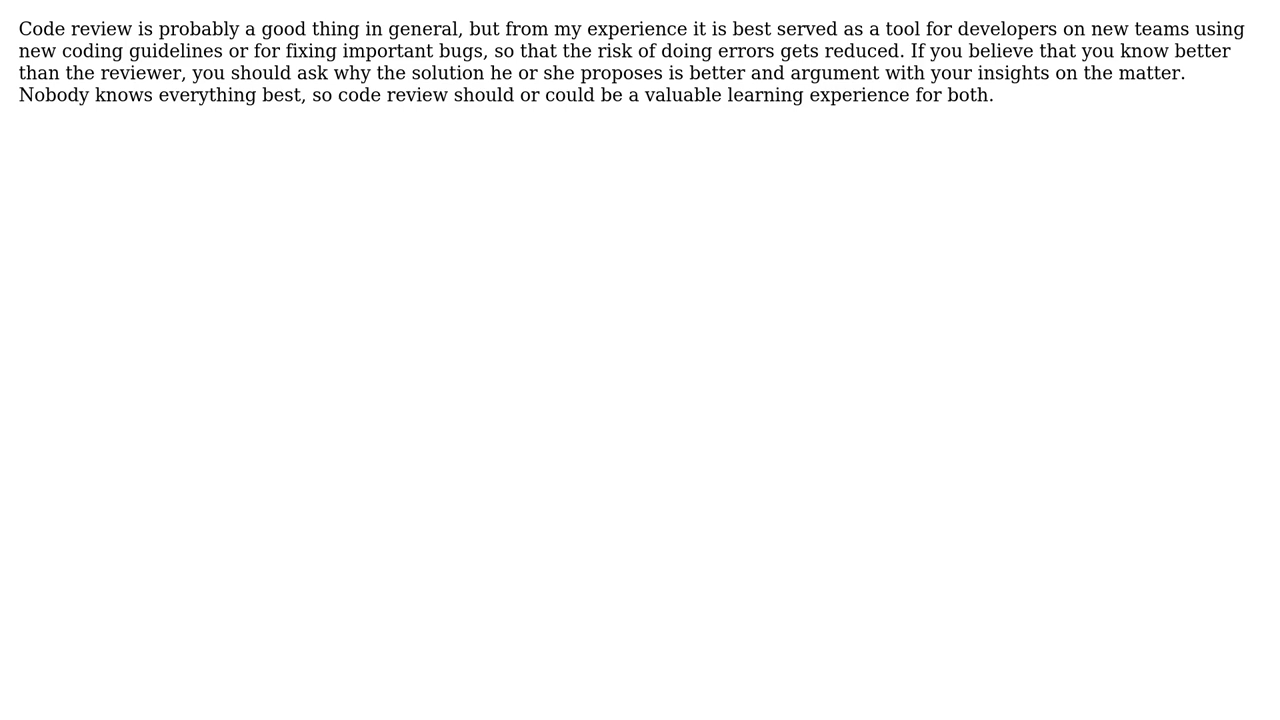 Code review is probably a good thing in general, but from my experience it is best served as a tool for developers on new teams using
new coding guidelines or for fixing important bugs, so that the risk of doing errors gets reduced. If you believe that you know better
than the reviewer, you should ask why the solution he or she proposes is better and argument with your insights on the matter.
Nobody knows everything best, so code review should or could be a valuable learning experience for both.